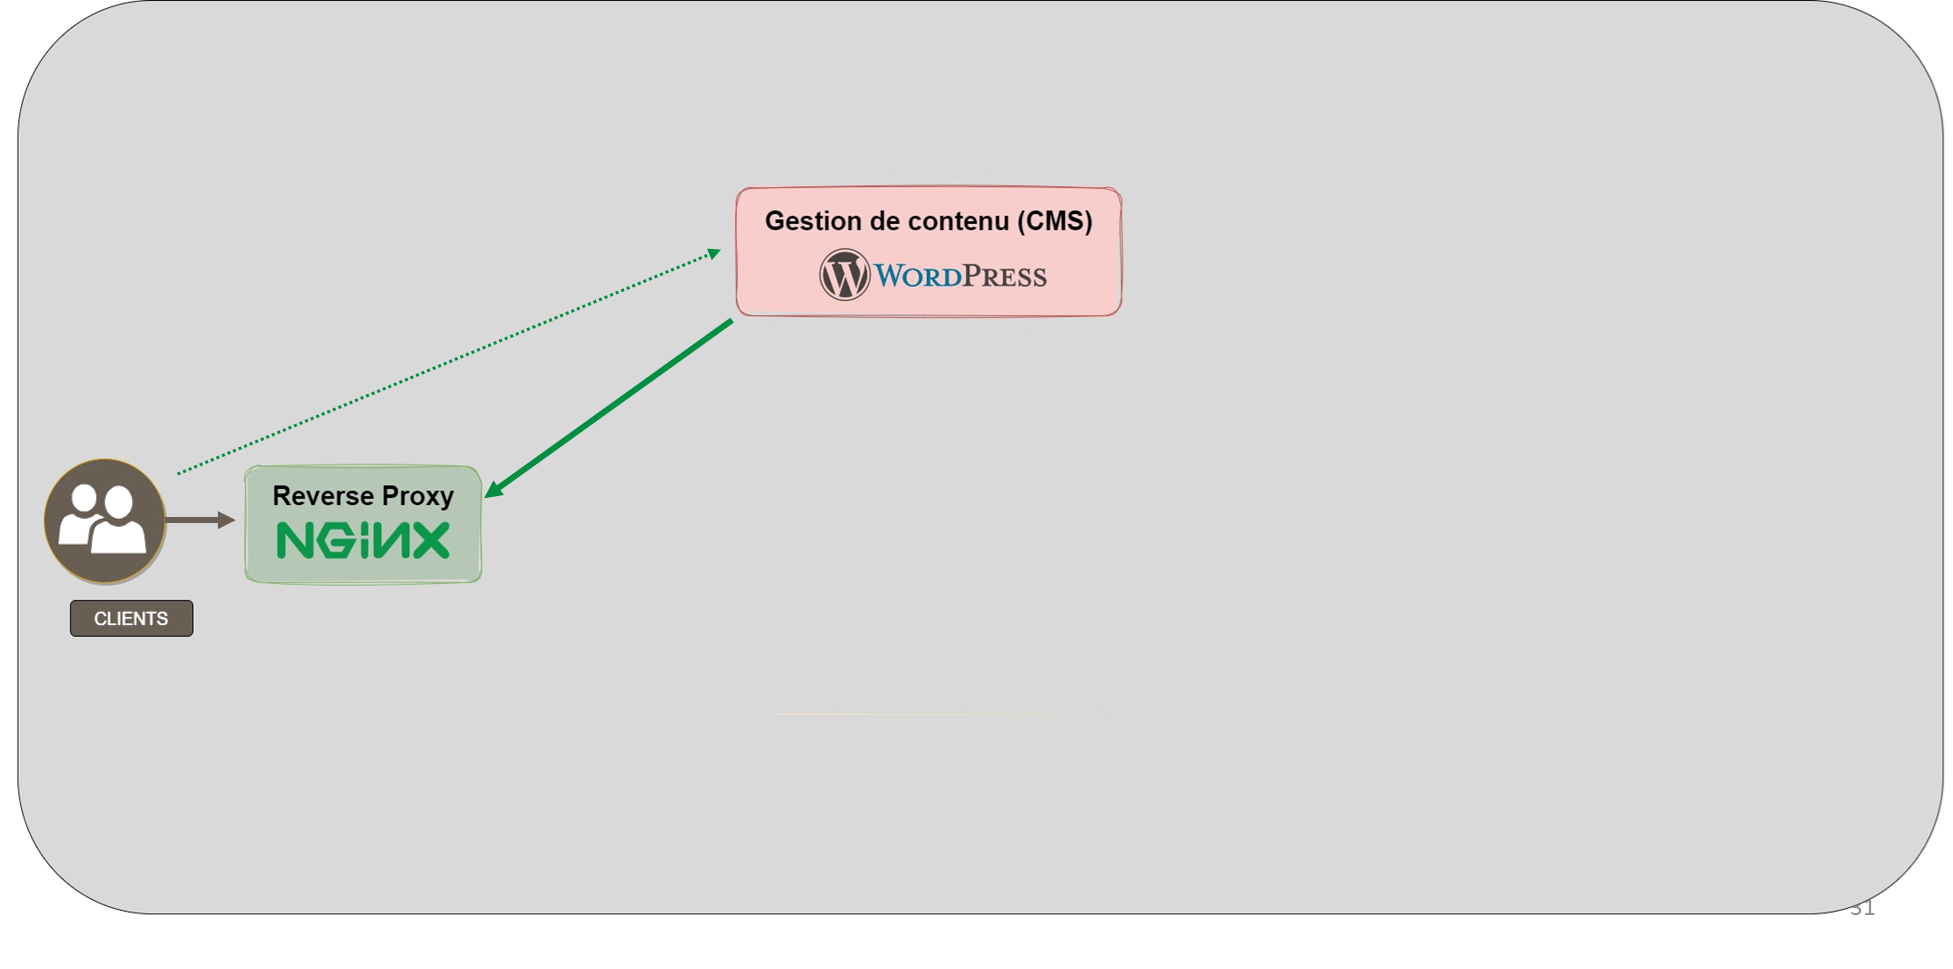 Gestion de contenu (CMS)
WORDPRESS
Reverse Proxy
NGINX
CLIENTS
31